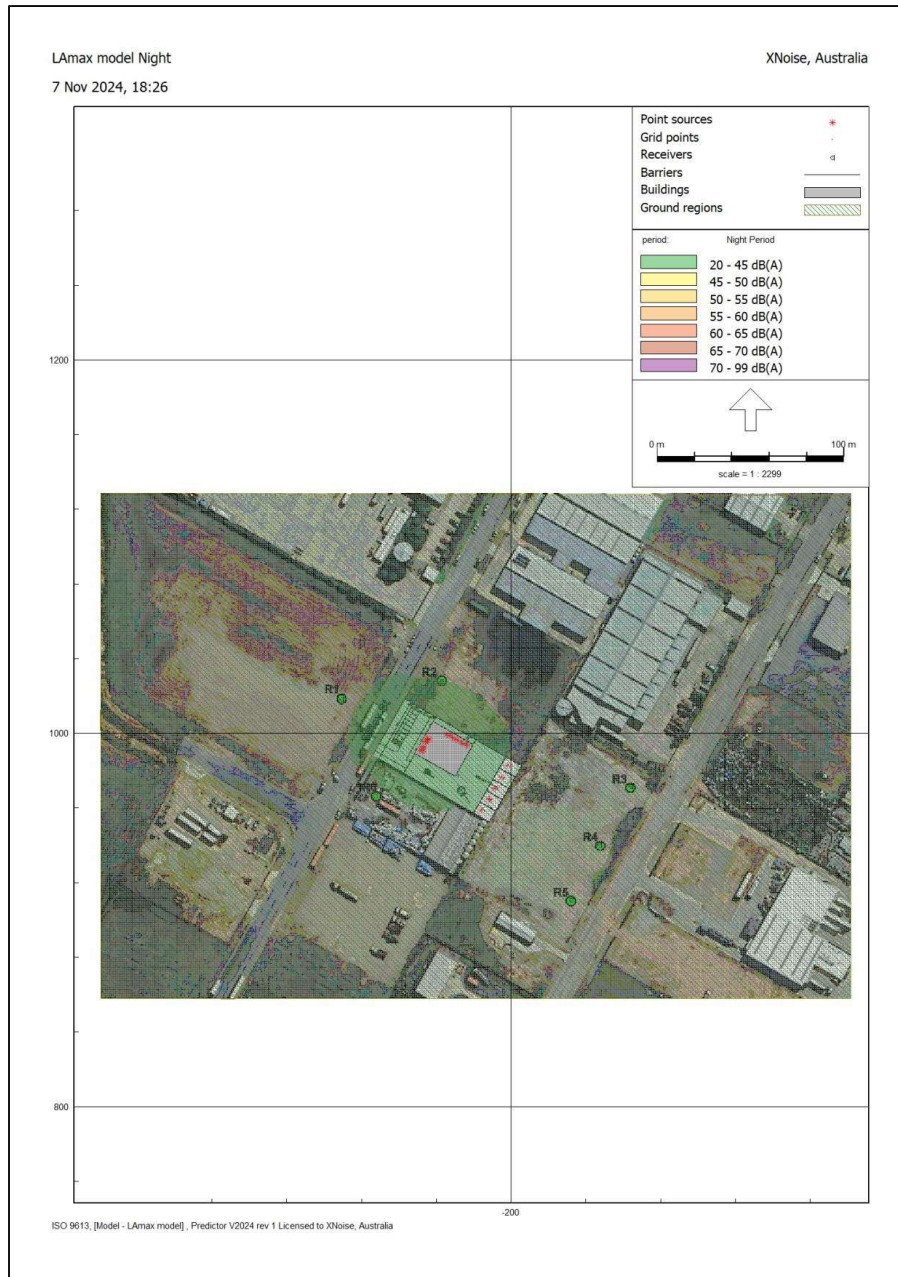 LAmax model Night
XNoise, Australia
7 Nov 2024, 18:26
Point sources
Grid points
Receivers
Barriers
Buildings
Ground regions
period: Night Period
20 - 45 dB(A)
45 - 50 dB(A)
50 - 55 dB(A)
55 - 60 dB(A)
60 - 65 dB(A)
65 - 70 dB(A)
70 - 99 dB(A)
0 m 100 m
scale = 1 : 2299
1200
R2
R1
1000
R3
R4
R5
800
-200
ISO 9613, [Model - LAmax model] , Predictor V2024 rev 1 Licensed to XNoise, Australia